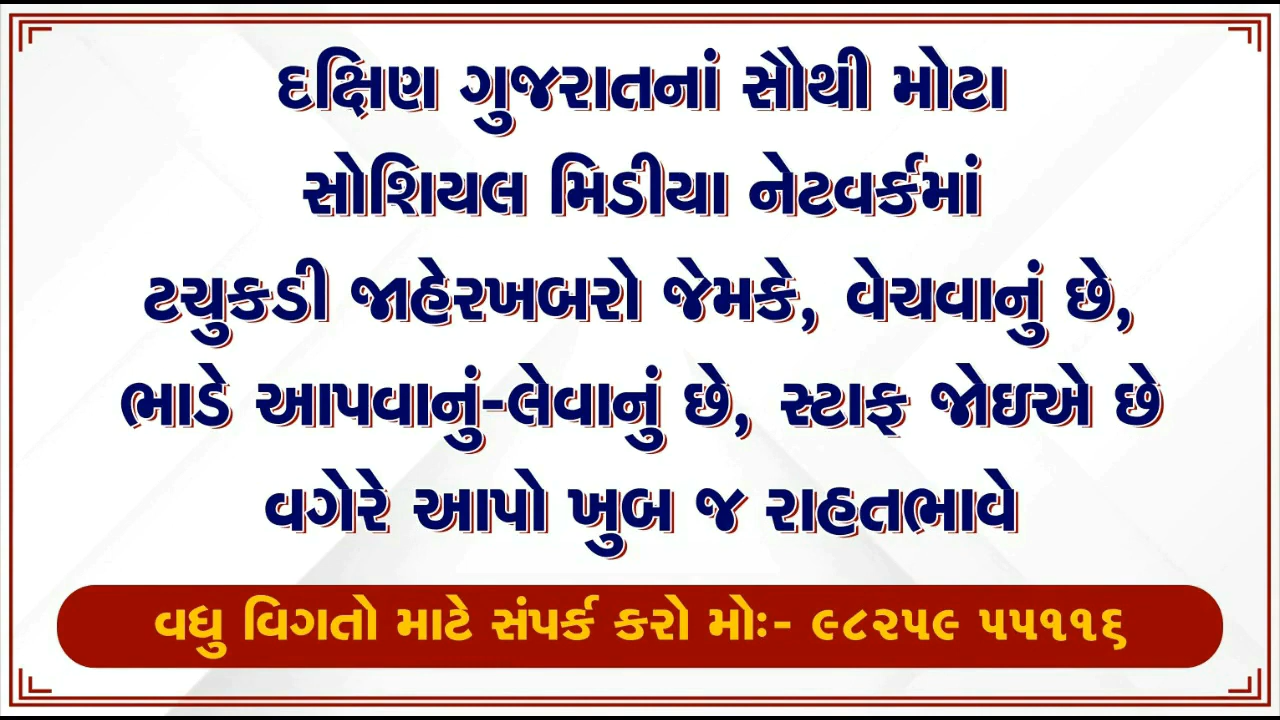 દક્ષિણ ગુજરાતનાં સૌથી મોટા
સોશિયલ મિડીયા નેટવર્કમાં
ટચુકડી જાહેરખબરો જેમકે, વેચવાનું છે,
ભાડે આપવાનું-લેવાનું છે, સ્ટાફ જોઇએ છે
વગેરે આપો ખુબ જ રાહતભાવે
વધુ વિગતો માટે સંપર્ક કરો મોઃ- ૯૮૨૫૯ ૫૫૧૧૬